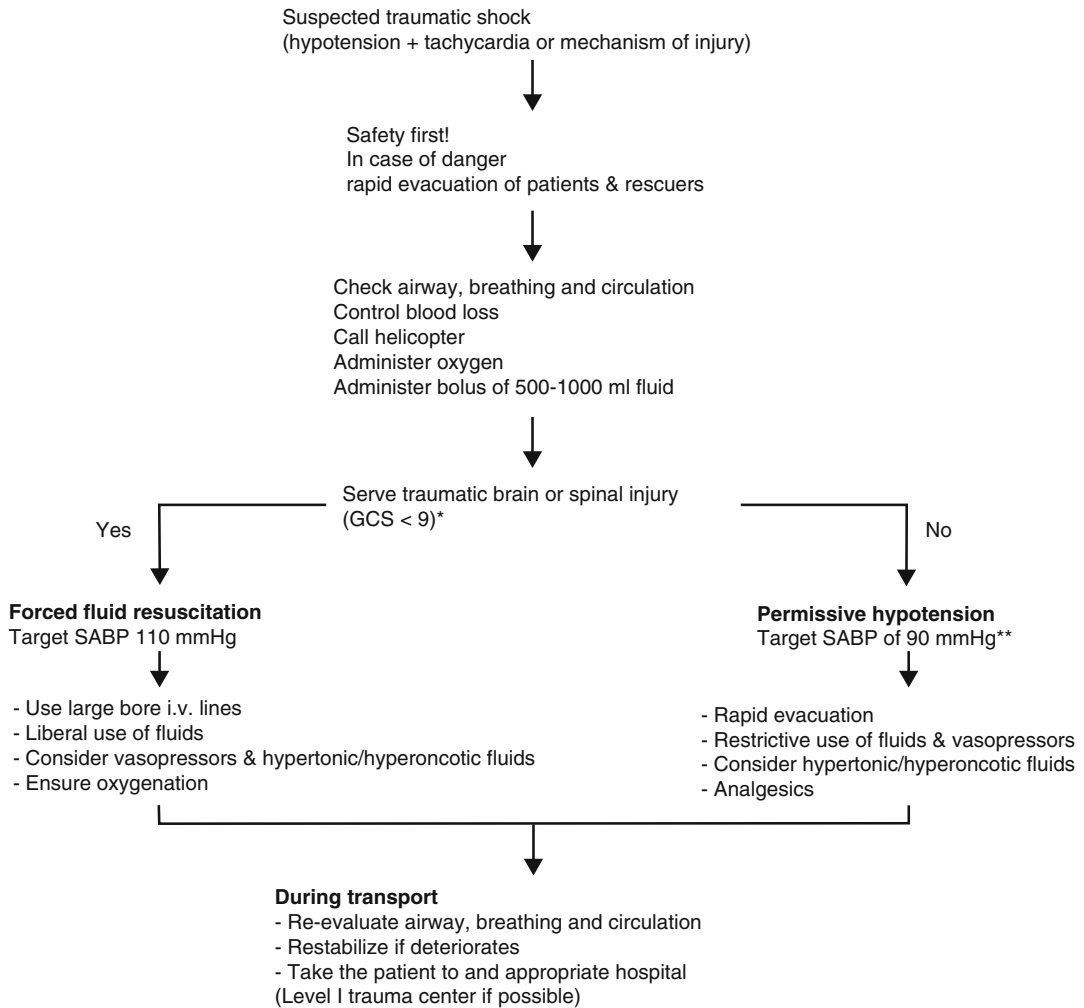 Suspected traumatic shock
(hypotension + tachycardia or mechanism of injury)
Safety first!
In case of danger
rapid evacuation of patients & rescuers
Check airway, breathing and circulation
Control blood loss
Call helicopter
Administer oxygen
Administer bolus of 500-1000 ml fluid
Serve traumatic brain or spinal injury
(GCS < 9)*
Yes
No
Forced fluid resuscitation
Target SABP 110 mmHg
- Use large bore i.v. lines
- Liberal use of fluids
- Consider vasopressors & hypertonic/hyperoncotic fluids
- Ensure oxygenation
Permissive hypotension
Target SABP of 90 mmHg**
- Rapid evacuation
- Restrictive use of fluids & vasopressors
- Consider hypertonic/hyperoncotic fluids
- Analgesics
During transport
- Re-evaluate airway, breathing and circulation
- Restabilize if deteriorates
- Take the patient to and appropriate hospital
(Level I trauma center if possible)